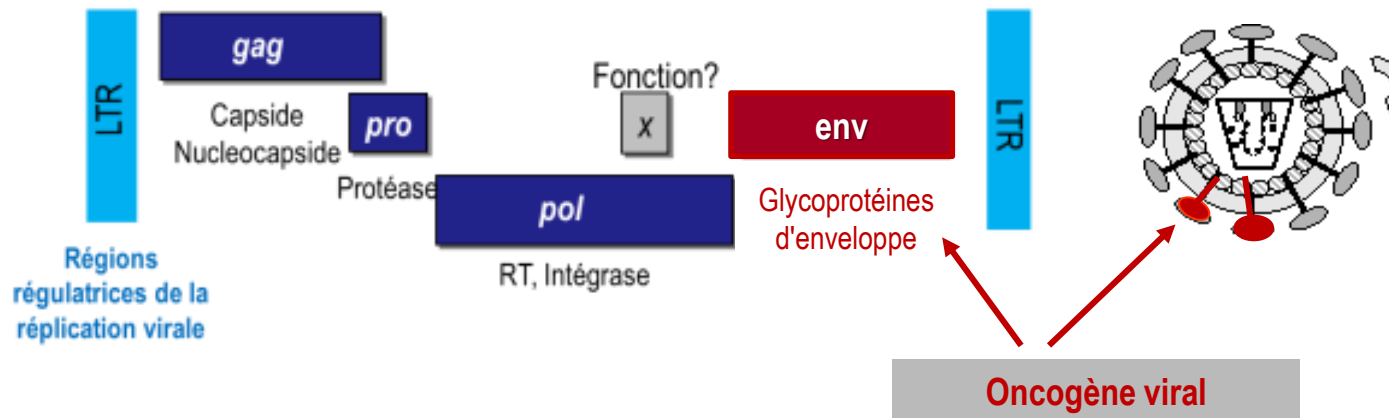 LTR
gag
Capside
Nucleocapside
pro
Protéase
Fonction?
x
pol
RT, Intégrase
env
Glycoprotéines
d'enveloppe
LTR
Régions
régulatrices de la
réplication virale
Oncogène viral